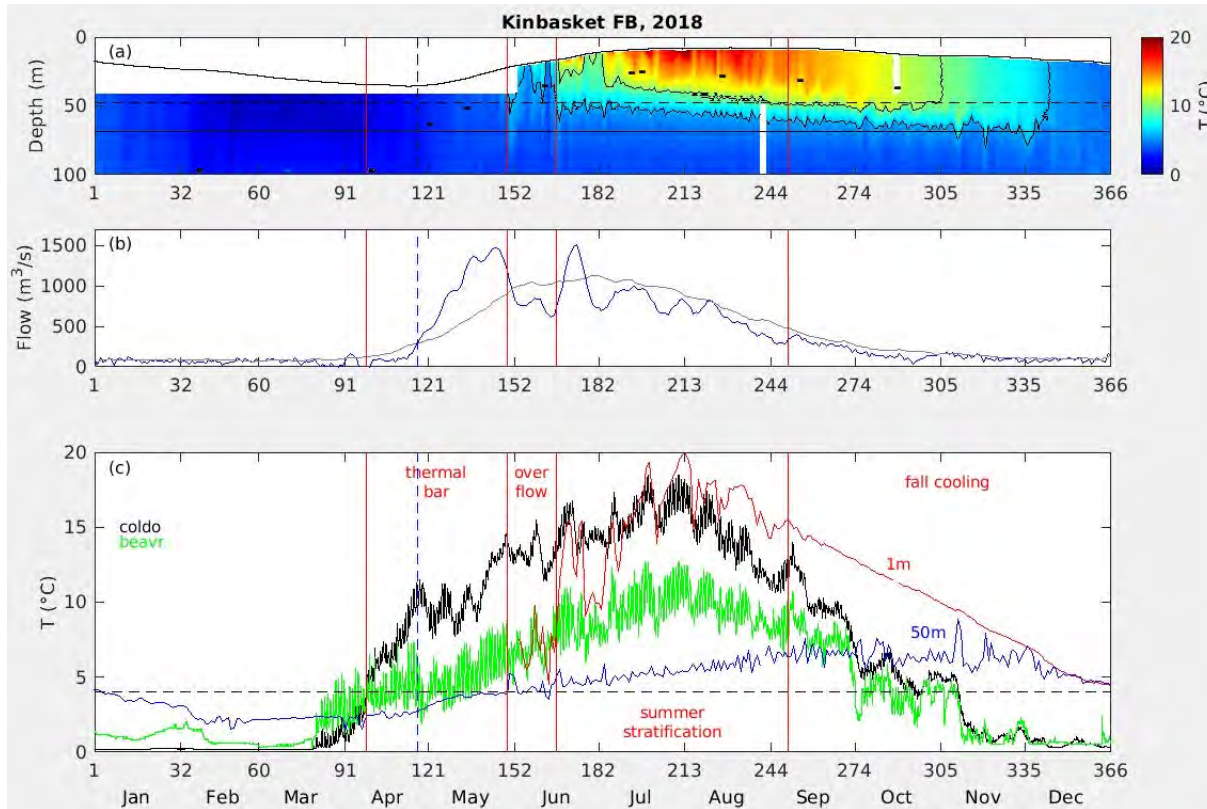 Kinbasket FB, 2018
(a)
Depth (m)
0
50
100
1 32 60 91 121 152 182 213 244 274 305 335 366
20
10
0
T (°C)
(b)
Flow (m³/s)
1500
1000
500
0
1 32 60 91 121 152 182 213 244 274 305 335 366
(c)
T (°C)
20
15
10
5
0
thermal
bar
over
flow
fall cooling
coldo
beavr
1m
50m
summer
stratification
1 32 60 91 121 152 182 213 244 274 305 335 366
Jan Feb Mar Apr May Jun Jul Aug Sep Oct Nov Dec